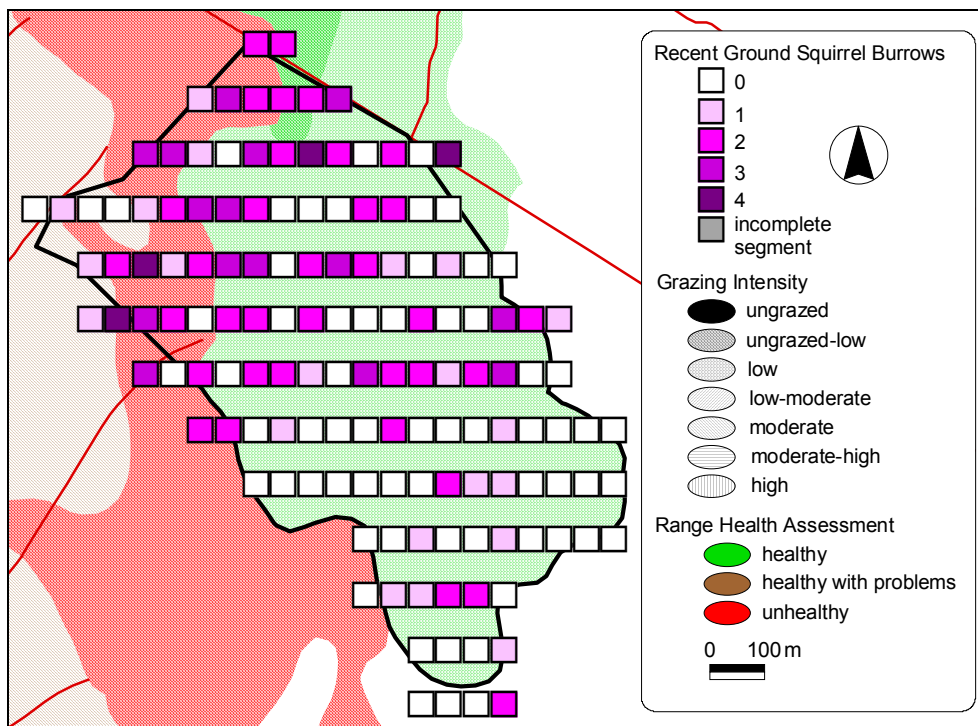 Recent Ground Squirrel Burrows
0
1
2
3
4
incomplete
segment
Grazing Intensity
ungrazed
ungrazed-low
low
low-moderate
moderate
moderate-high
high
Range Health Assessment
healthy
healthy with problems
unhealthy
0 100 m